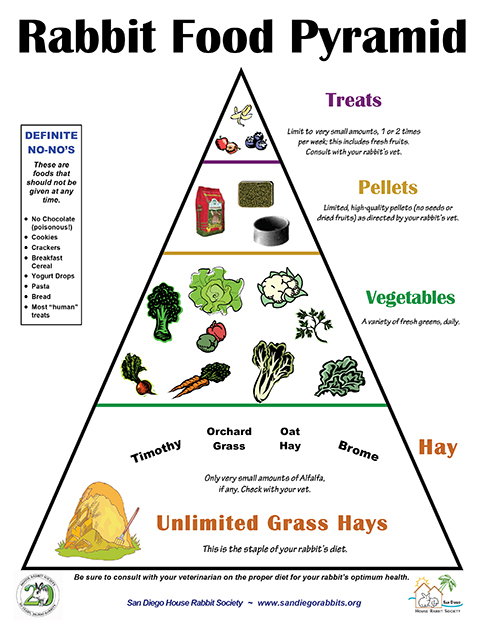 Rabbit Food Pyramid
Treats
Limit to very small amounts, 1 or 2 times
per week; this includes fresh fruits.
Consult with your rabbit's vet.
DEFINITE
NO-NO'S
These are
foods that
should not be
given at any
time.
• No Chocolate
(poisonous!)
• Cookies
• Crackers
• Breakfast
Cereal
• Yogurt Drops
• Pasta
• Bread
• Most "human"
treats
Pellets
Limited, high-quality pellets (no seeds or
dried fruits) as directed by your rabbit's vet.
Vegetables
A variety of fresh greens, daily.
Timothy
Orchard
Grass
Oat
Hay
Brome
Hay
Only very small amounts of Alfalfa,
if any. Check with your vet.
Unlimited Grass Hays
This is the staple of your rabbit's diet.
Be sure to consult with your veterinarian on the proper diet for your rabbit's optimum health.
San Diego House Rabbit Society ~ www.sandiegorabbits.org
20
San Diego
House Rabbit Society